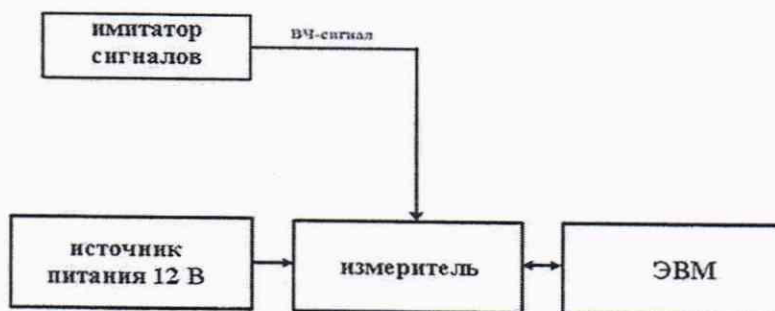 имитатор
сигналов
ВЧ-сигнал
источник
питания 12 В
измеритель
ЭВМ